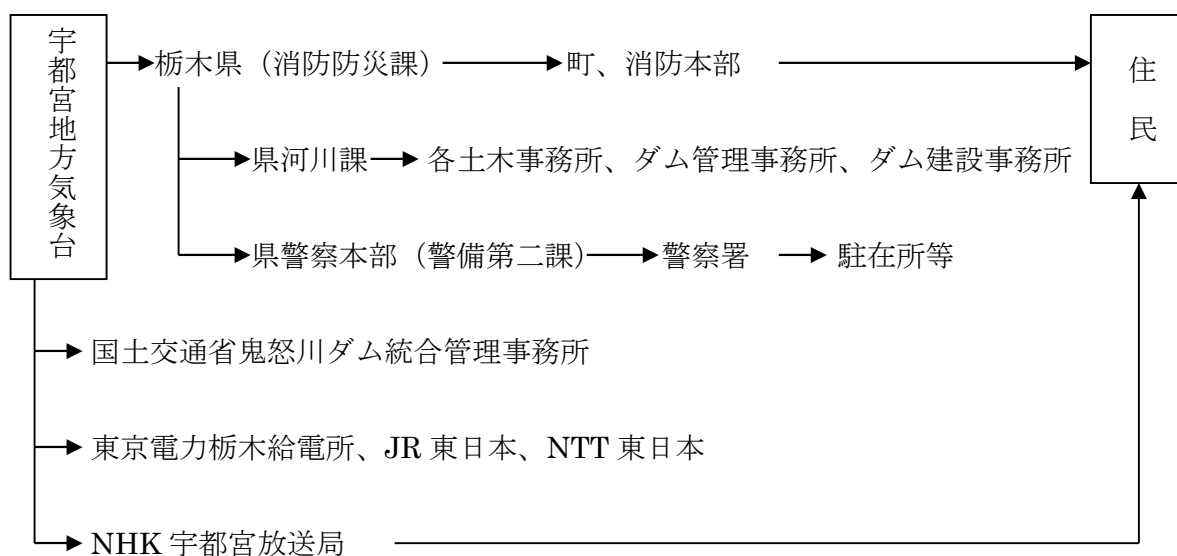 宇都宮地方気象台
栃木県（消防防災課） 町、消防本部
住民
県河川課 各土木事務所、ダム管理事務所、ダム建設事務所
県警察本部（警備第二課） 警察署 駐在所等
国土交通省鬼怒川ダム統合管理事務所
東京電力栃木給電所、JR 東日本、NTT 東日本
NHK 宇都宮放送局